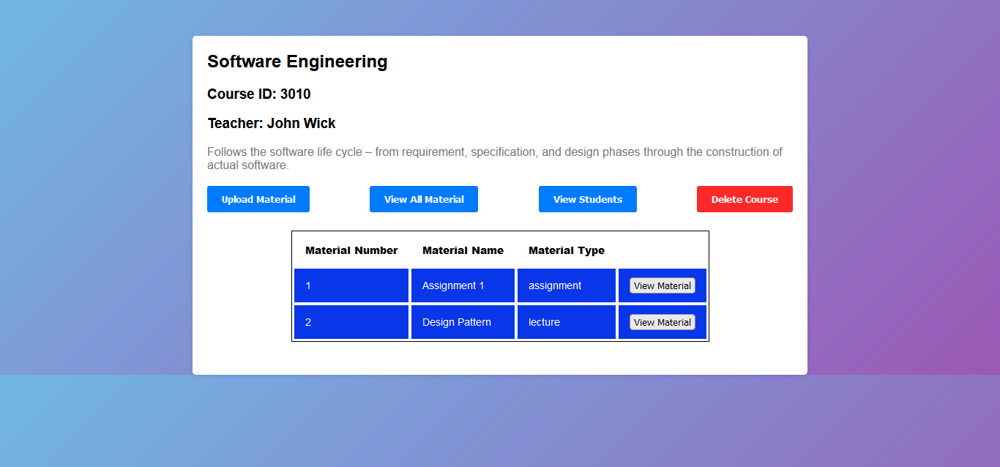 Software Engineering
Course ID: 3010
Teacher: John Wick
Follows the software life cycle – from requirement, specification, and design phases through the construction of
actual software.
Upload Material View All Material View Students Delete Course
Material Number Material Name Material Type
1 Assignment 1 assignment View Material
2 Design Pattern lecture View Material